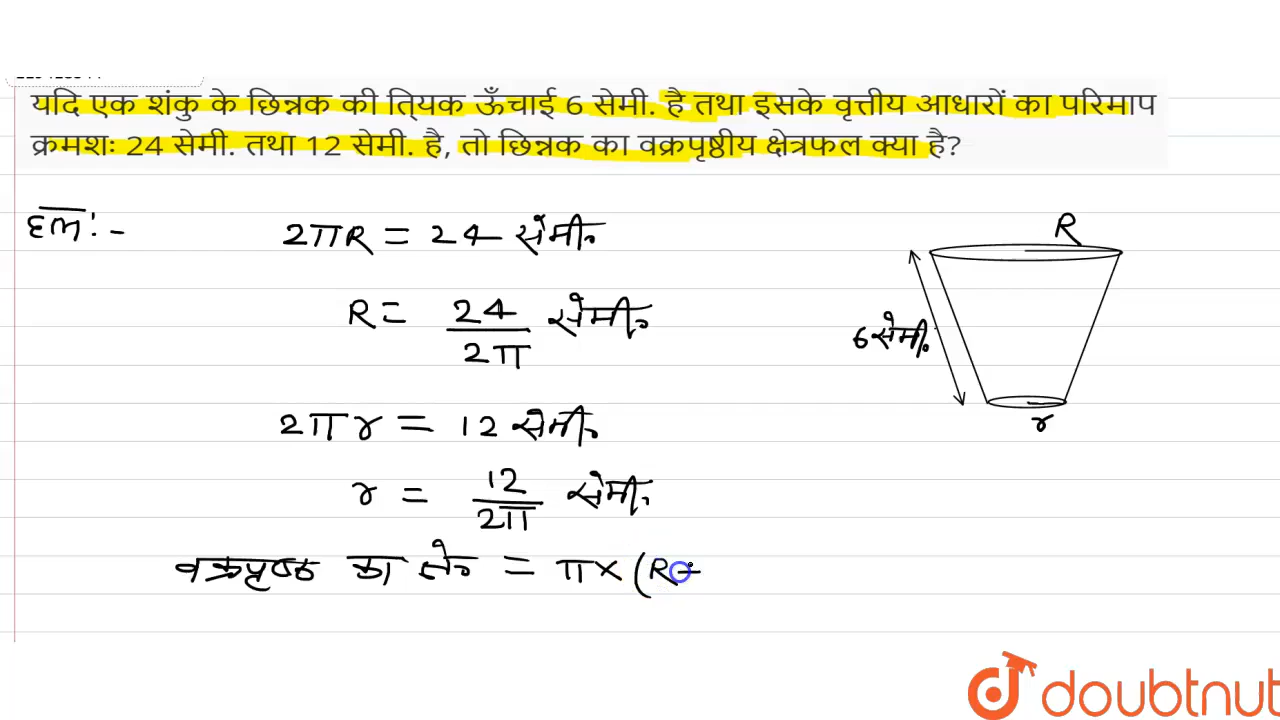 यदि एक शंकु के छिन्नक की ति्यक ऊँचाई 6 सेमी. है तथा इसके वृत्तीय आधारों का परिमाप
क्रमशः 24 सेमी. तथा 12 सेमी. है, तो छिन्नक का वक्रपृष्ठीय क्षेत्रफल क्या है?
हल:-
2πR = 24 सेमी.
R
R = 24/2π सेमी.
6 सेमी.
2πr = 12 सेमी.
r
r = 12/2π सेमी.
वक्रपृष्ठ का क्षे० = π× (R+
doubtnut